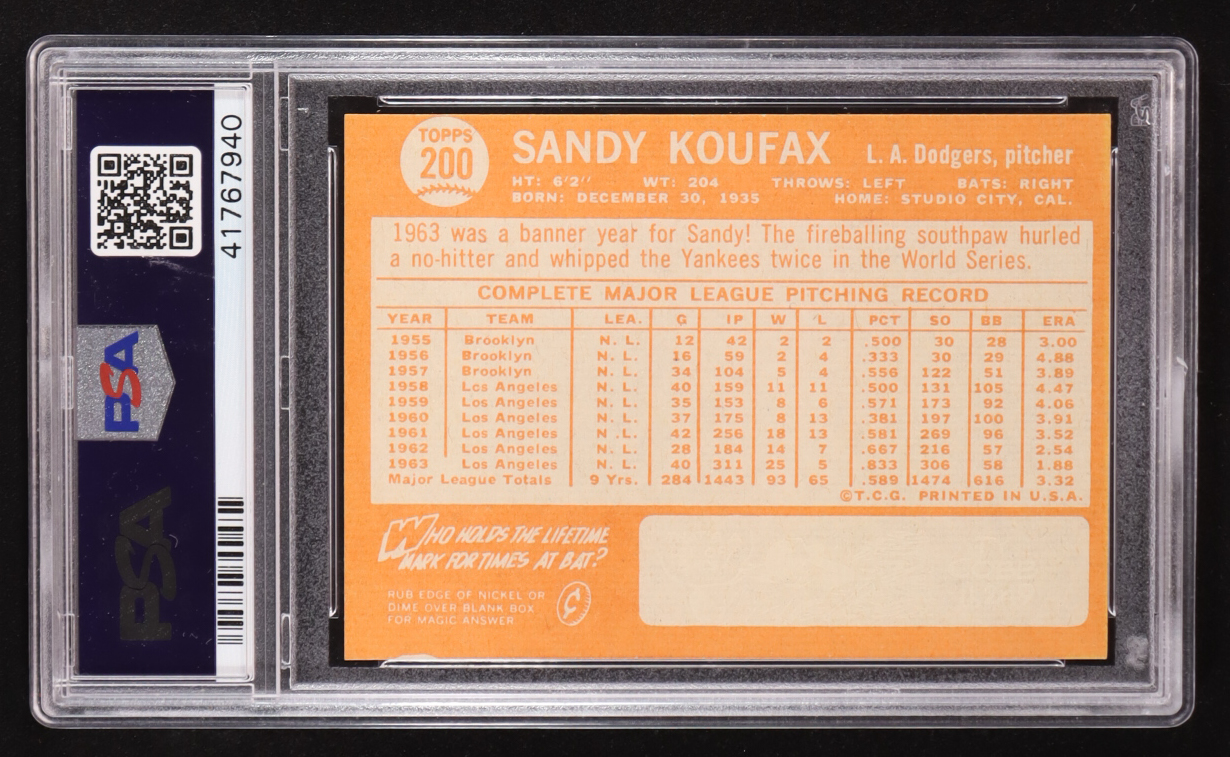 TOPPS
200
SANDY KOUFAX L. A. Dodgers, pitcher
HT: 6'2" WT: 204 THROWS: LEFT BATS: RIGHT
BORN: DECEMBER 30, 1935 HOME: STUDIO CITY, CAL.
1963 was a banner year for Sandy! The fireballing southpaw hurled
a no-hitter and whipped the Yankees twice in the World Series.
COMPLETE MAJOR LEAGUE PITCHING RECORD
YEAR TEAM LEA. G IP W L PCT SO BB ERA
1955 Brooklyn N. L. 12 42 2 2 .500 30 28 3.00
1956 Brooklyn N. L. 16 59 2 4 .333 30 29 4.88
1957 Brooklyn N. L. 34 104 5 4 .556 122 51 3.89
1958 Los Angeles N. L. 40 159 11 11 .500 131 105 4.47
1959 Los Angeles N. L. 35 153 8 6 .571 173 92 4.06
1960 Los Angeles N. L. 37 175 8 13 .381 197 100 3.91
1961 Los Angeles N. L. 42 256 18 13 .581 269 96 3.52
1962 Los Angeles N. L. 28 184 14 7 .667 216 57 2.54
1963 Los Angeles N. L. 40 311 25 5 .833 306 58 1.88
Major League Totals 9 Yrs. 284 1443 93 65 .589 1474 616 3.32
©T.C.G. PRINTED IN U.S.A.
WHO HOLDS THE LIFETIME
MARK FOR TIMES AT BAT?
RUB EDGE OF NICKEL OR
DIME OVER BLANK BOX
FOR MAGIC ANSWER
41767940
PSA
PSA